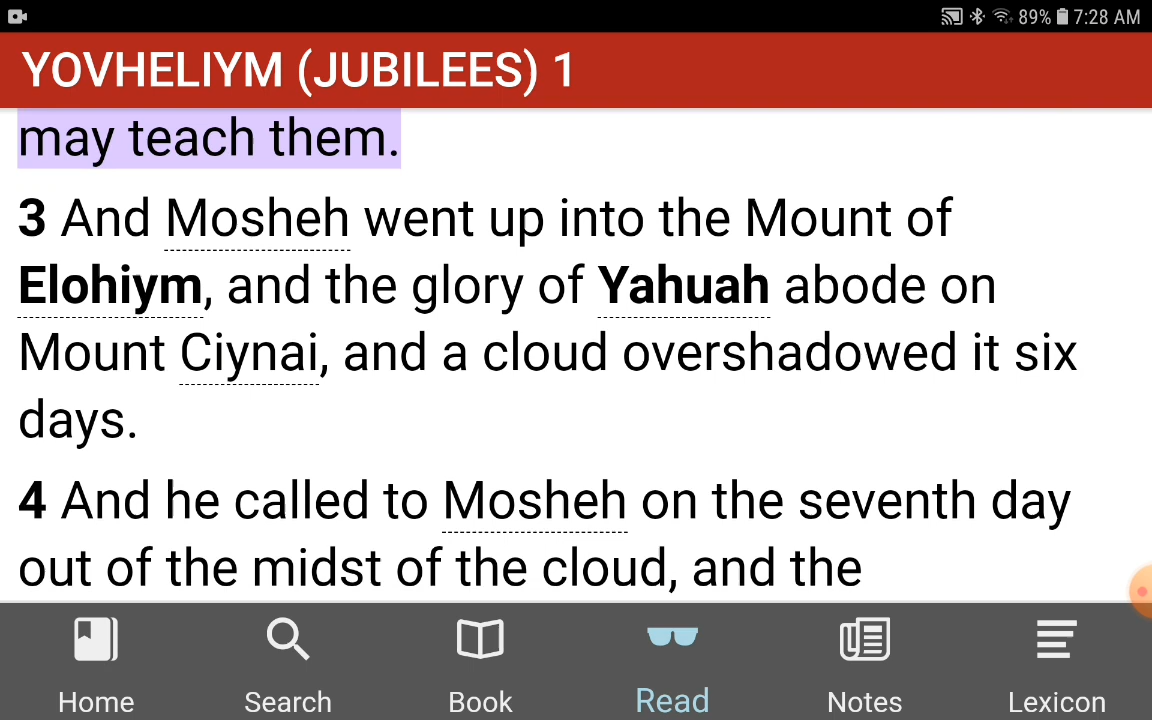 89% 7:28 AM
YOVHELIYM (JUBILEES) 1
may teach them.
3 And Mosheh went up into the Mount of
Elohiym, and the glory of Yahuah abode on
Mount Ciynai, and a cloud overshadowed it six
days.
4 And he called to Mosheh on the seventh day
out of the midst of the cloud, and the
Home Search Book Read Notes Lexicon